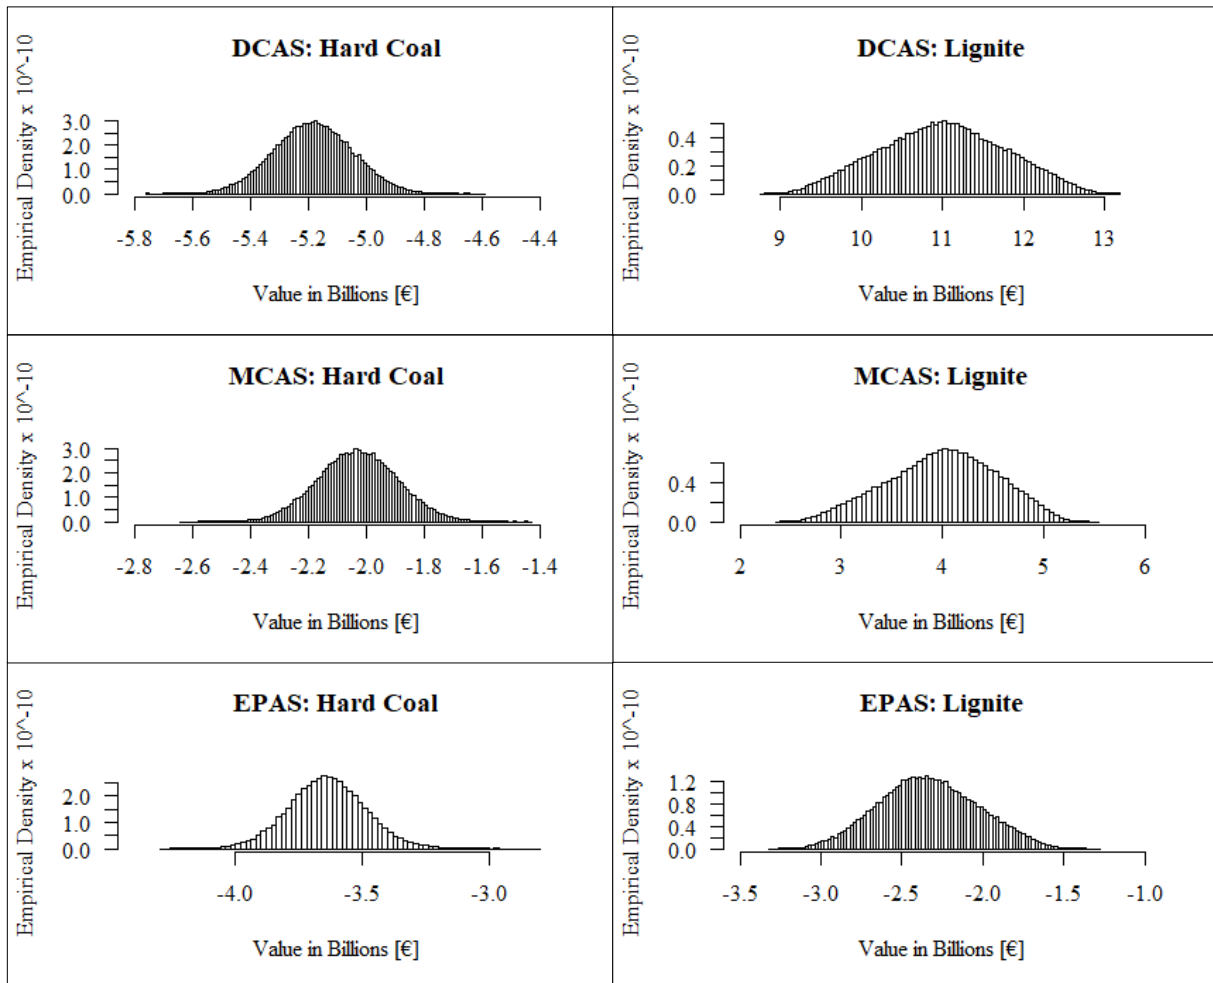 DCAS: Hard Coal
Empirical Density x 10^-10
3.0
2.0
1.0
0.0
-5.8 -5.6 -5.4 -5.2 -5.0 -4.8 -4.6 -4.4
Value in Billions [€]
DCAS: Lignite
Empirical Density x 10^-10
0.4
0.2
0.0
9 10 11 12 13
Value in Billions [€]
MCAS: Hard Coal
Empirical Density x 10^-10
3.0
2.0
1.0
0.0
-2.8 -2.6 -2.4 -2.2 -2.0 -1.8 -1.6 -1.4
Value in Billions [€]
MCAS: Lignite
Empirical Density x 10^-10
0.4
0.0
2 3 4 5 6
Value in Billions [€]
EPAS: Hard Coal
Empirical Density x 10^-10
2.0
1.0
0.0
-4.0 -3.5 -3.0
Value in Billions [€]
EPAS: Lignite
Empirical Density x 10^-10
1.2
0.8
0.4
0.0
-3.5 -3.0 -2.5 -2.0 -1.5 -1.0
Value in Billions [€]